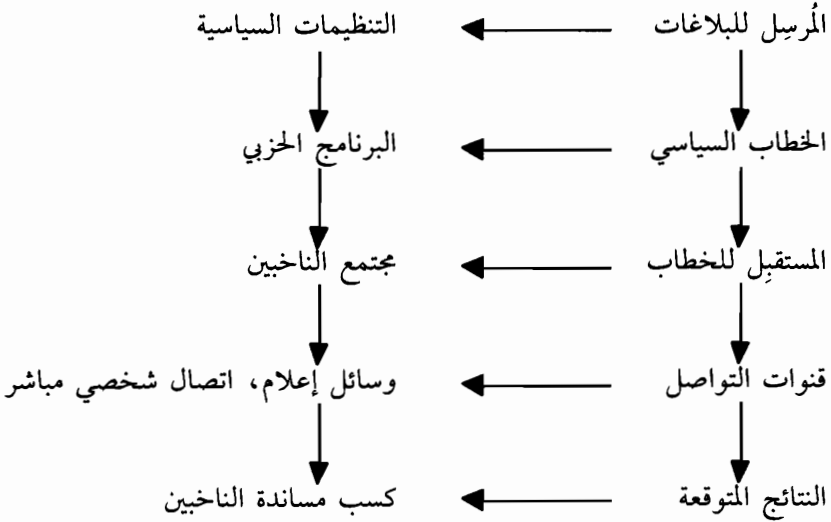 المُرسِل للبلاغات التنظيمات السياسية
الخطاب السياسي البرنامج الحزبي
المستقبِل للخطاب مجتمع الناخبين
قنوات التواصل وسائل إعلام، اتصال شخصي مباشر
النتائج المتوقعة كسب مساندة الناخبين